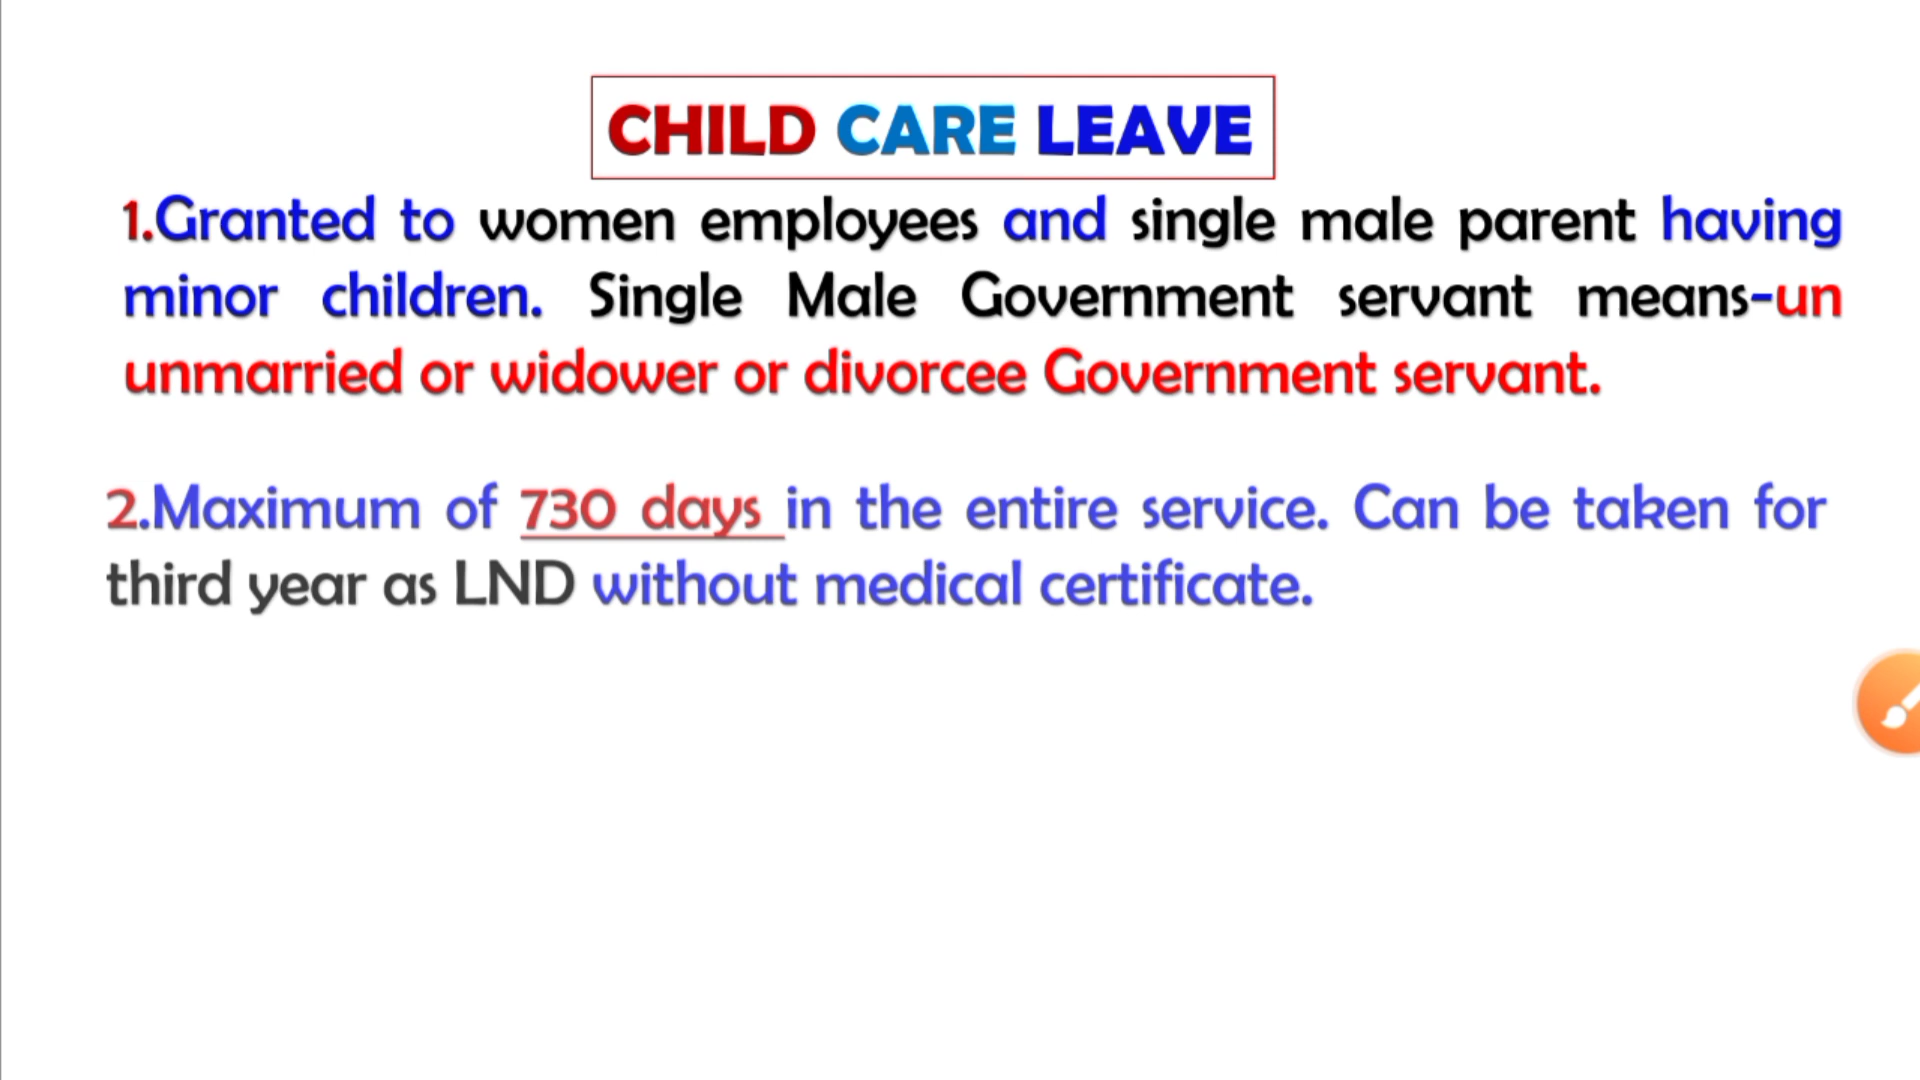 CHILD CARE LEAVE
1.Granted to women employees and single male parent having
minor children. Single Male Government servant means-un
unmarried or widower or divorcee Government servant.
2.Maximum of 730 days in the entire service. Can be taken for
third year as LND without medical certificate.